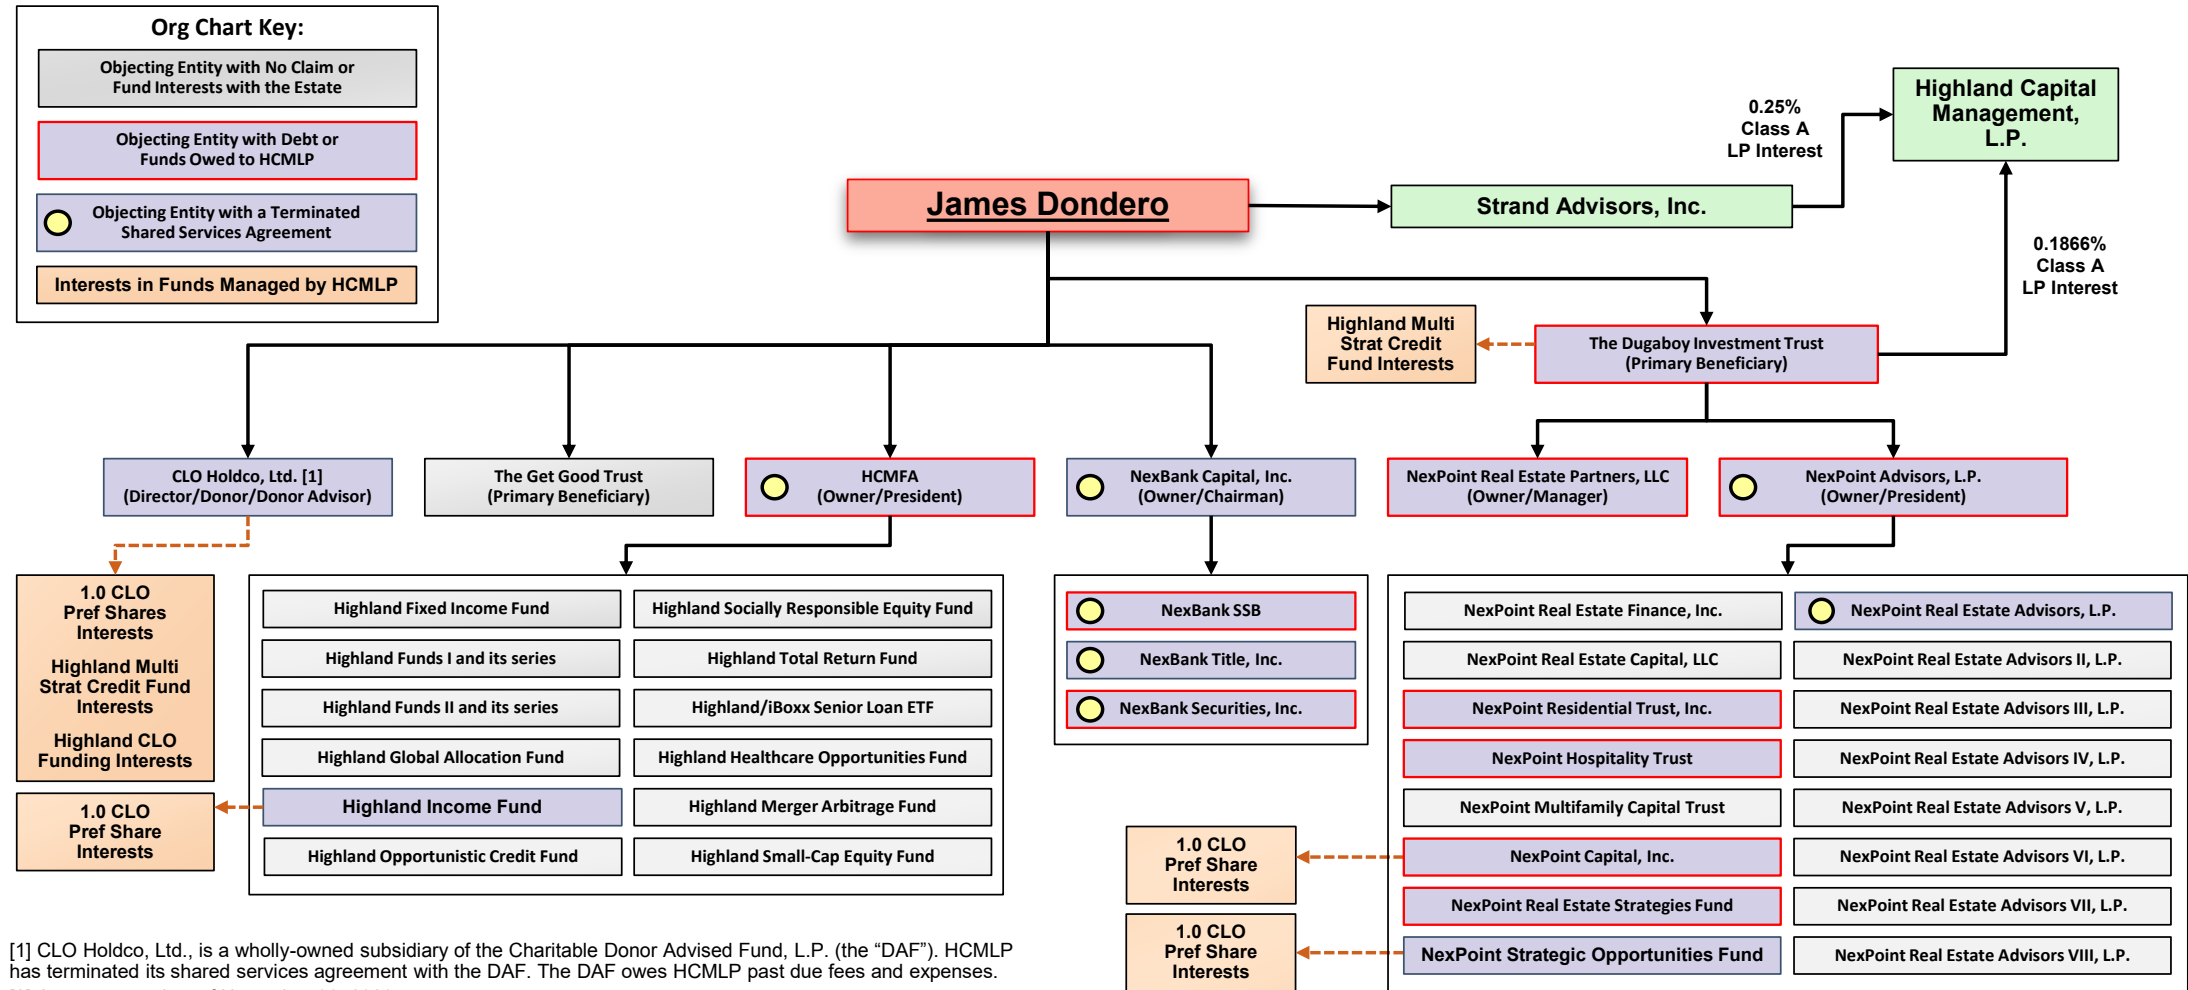 Org Chart Key:
Objecting Entity with No Claim or
Fund Interests with the Estate
Objecting Entity with Debt or
Funds Owed to HCMLP
Objecting Entity with a Terminated
Shared Services Agreement
Interests in Funds Managed by HCMLP
James Dondero
Strand Advisors, Inc.
0.25%
Class A
LP Interest
Highland Capital
Management,
L.P.
0.1866%
Class A
LP Interest
Highland Multi
Strat Credit
Fund Interests
The Dugaboy Investment Trust
(Primary Beneficiary)
CLO Holdco, Ltd. [1]
(Director/Donor/Donor Advisor)
The Get Good Trust
(Primary Beneficiary)
HCMFA
(Owner/President)
NexBank Capital, Inc.
(Owner/Chairman)
NexPoint Real Estate Partners, LLC
(Owner/Manager)
NexPoint Advisors, L.P.
(Owner/President)
1.0 CLO
Pref Shares
Interests
Highland Multi
Strat Credit Fund
Interests
Highland CLO
Funding Interests
1.0 CLO
Pref Share
Interests
Highland Fixed Income Fund
Highland Funds I and its series
Highland Funds II and its series
Highland Global Allocation Fund
Highland Income Fund
Highland Opportunistic Credit Fund
Highland Socially Responsible Equity Fund
Highland Total Return Fund
Highland/iBoxx Senior Loan ETF
Highland Healthcare Opportunities Fund
Highland Merger Arbitrage Fund
Highland Small-Cap Equity Fund
NexBank SSB
NexBank Title, Inc.
NexBank Securities, Inc.
1.0 CLO
Pref Share
Interests
1.0 CLO
Pref Share
Interests
NexPoint Real Estate Finance, Inc.
NexPoint Real Estate Capital, LLC
NexPoint Residential Trust, Inc.
NexPoint Hospitality Trust
NexPoint Multifamily Capital Trust
NexPoint Capital, Inc.
NexPoint Real Estate Strategies Fund
NexPoint Strategic Opportunities Fund
NexPoint Real Estate Advisors, L.P.
NexPoint Real Estate Advisors II, L.P.
NexPoint Real Estate Advisors III, L.P.
NexPoint Real Estate Advisors IV, L.P.
NexPoint Real Estate Advisors V, L.P.
NexPoint Real Estate Advisors VI, L.P.
NexPoint Real Estate Advisors VII, L.P.
NexPoint Real Estate Advisors VIII, L.P.
[1] CLO Holdco, Ltd., is a wholly-owned subsidiary of the Charitable Donor Advised Fund, L.P. (the “DAF”). HCMLP
has terminated its shared services agreement with the DAF. The DAF owes HCMLP past due fees and expenses.